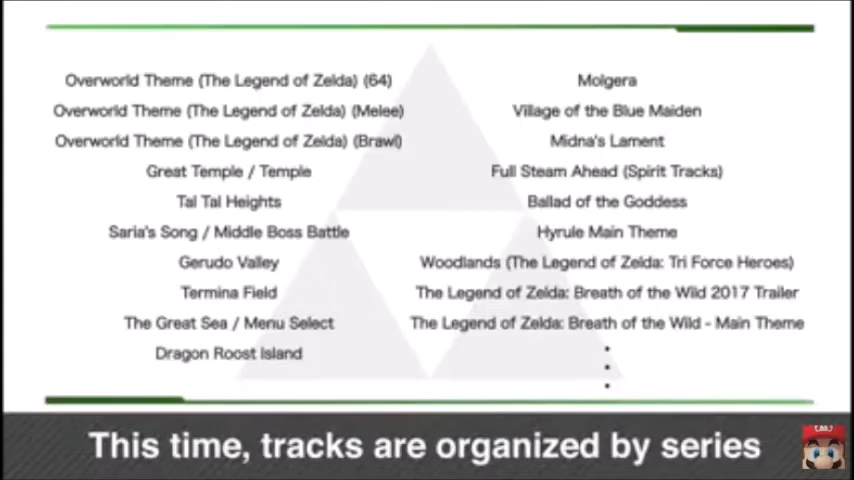 Overworld Theme (The Legend of Zelda) (64)
Overworld Theme (The Legend of Zelda) (Melee)
Overworld Theme (The Legend of Zelda) (Brawl)
Great Temple / Temple
Tal Tal Heights
Saria's Song / Middle Boss Battle
Gerudo Valley
Termina Field
The Great Sea / Menu Select
Dragon Roost Island
Molgera
Village of the Blue Maiden
Midna's Lament
Full Steam Ahead (Spirit Tracks)
Ballad of the Goddess
Hyrule Main Theme
Woodlands (The Legend of Zelda: Tri Force Heroes)
The Legend of Zelda: Breath of the Wild 2017 Trailer
The Legend of Zelda: Breath of the Wild - Main Theme
This time, tracks are organized by series